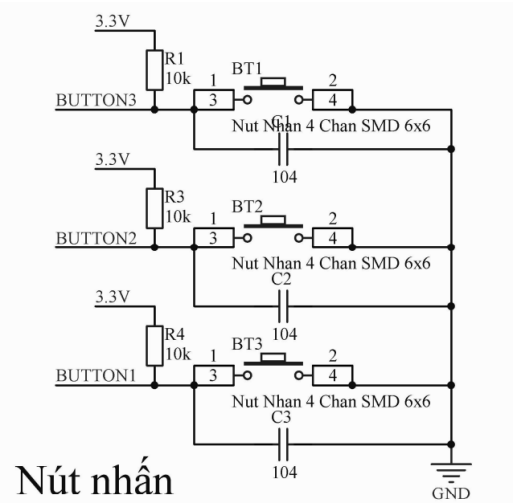 3.3V
R1
10k
BT1
1
2
BUTTON3
3
4
C1
Nut Nhan 4 Chan SMD 6x6
104
3.3V
R3
10k
BT2
1
2
BUTTON2
3
4
Nut Nhan 4 Chan SMD 6x6
C2
104
3.3V
R4
10k
BT3
1
2
BUTTON1
3
4
Nut Nhan 4 Chan SMD 6x6
C3
104
Nút nhấn
GND